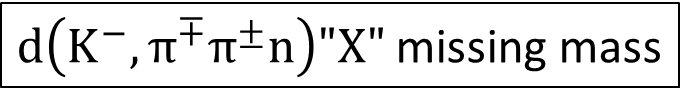 d(K⁻, π∓π±n)"X" missing mass